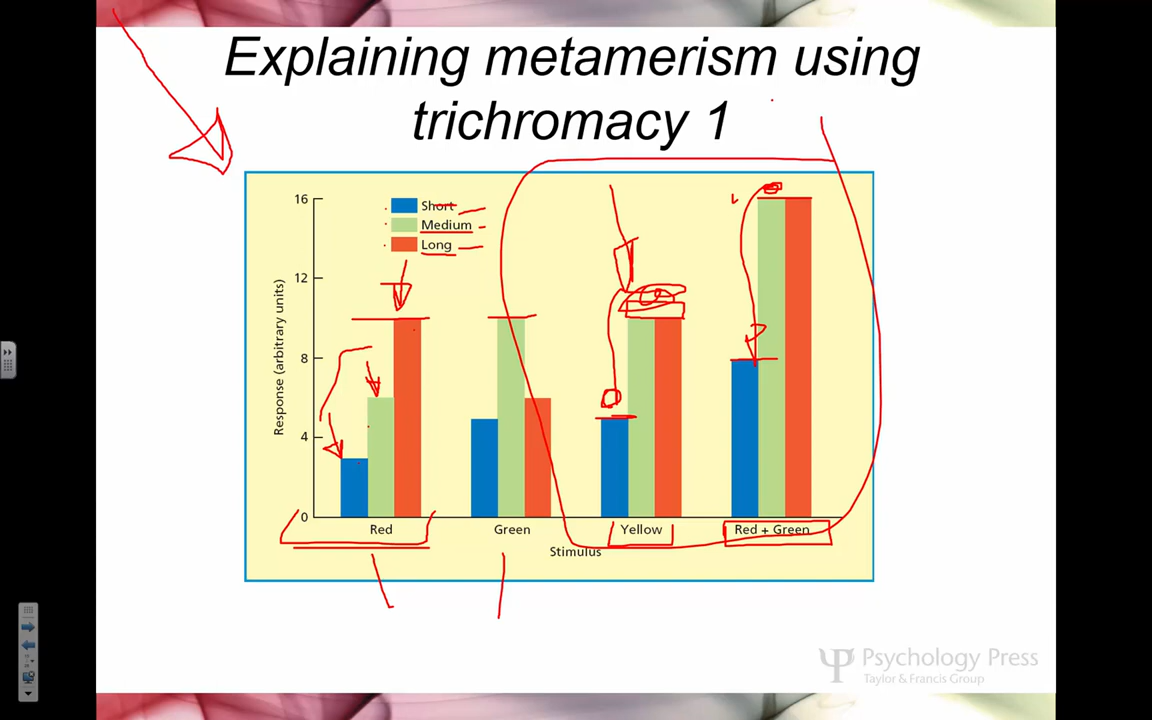 Explaining metamerism using
trichromacy 1
Short
Medium
Long
Response (arbitrary units)
16
12
8
4
0
Red
Green
Yellow
Red + Green
Stimulus
Psychology Press
Taylor & Francis Group